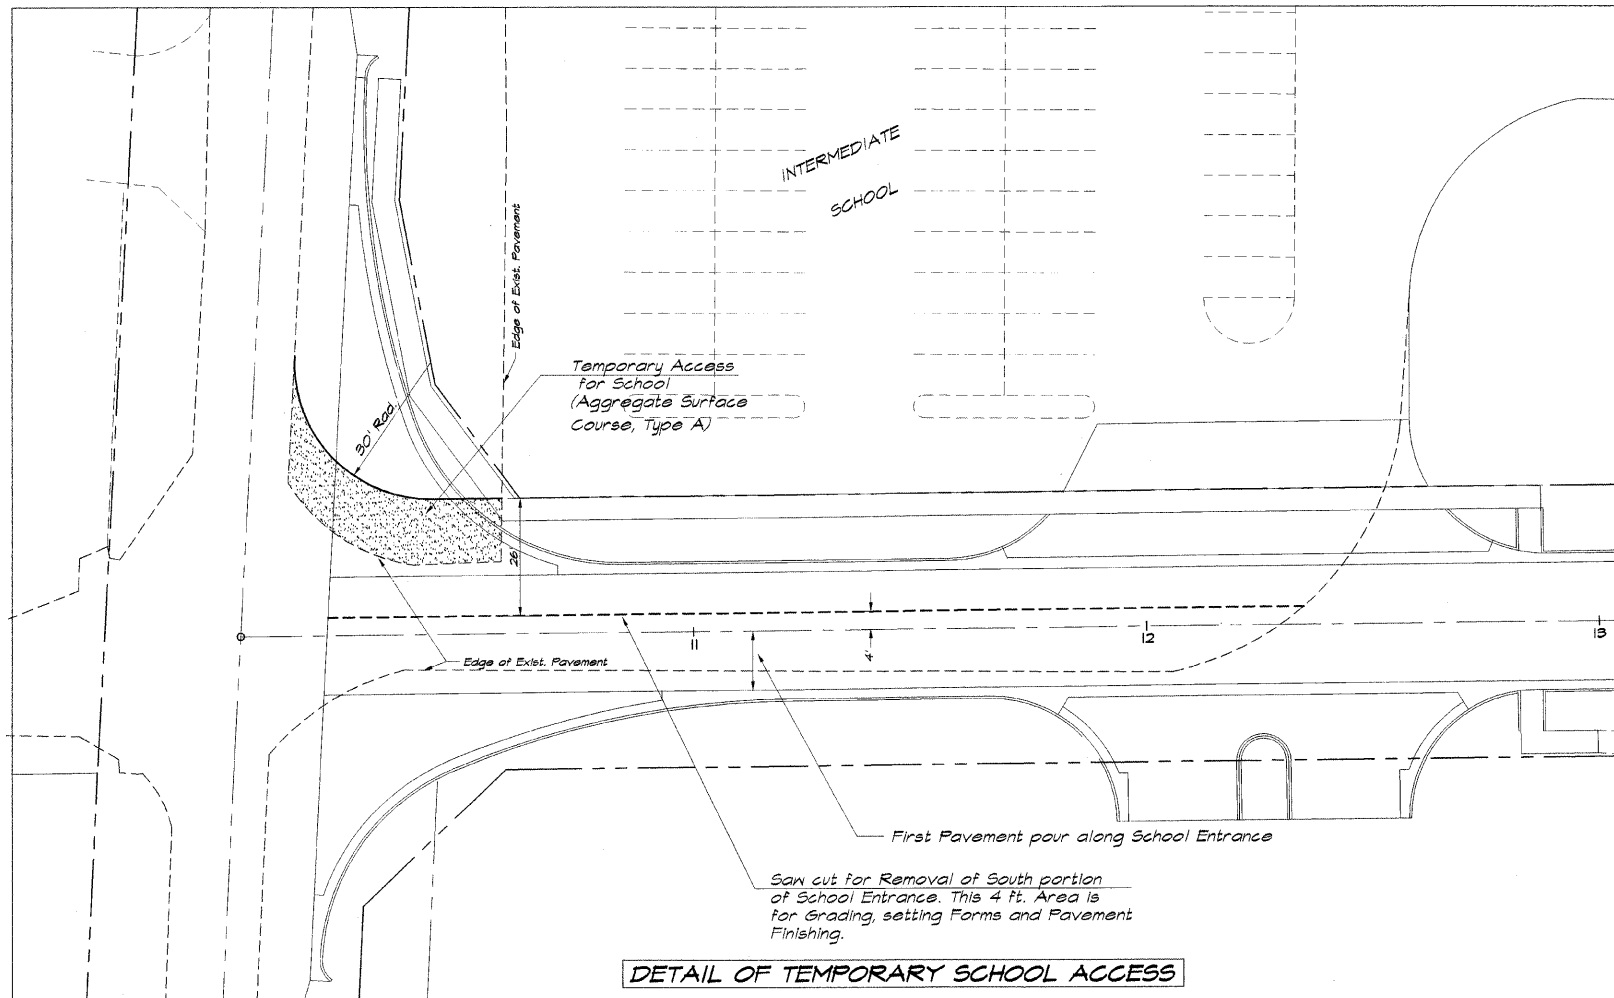 INTERMEDIATE
SCHOOL
Edge of Exist. Pavement
Temporary Access
for School
(Aggregate Surface
Course, Type A)
30' Rad.
26'
11
12
13
4'
Edge of Exist. Pavement
First Pavement pour along School Entrance
Saw cut for Removal of South portion
of School Entrance. This 4 ft. Area is
for Grading, setting Forms and Pavement
Finishing.
DETAIL OF TEMPORARY SCHOOL ACCESS